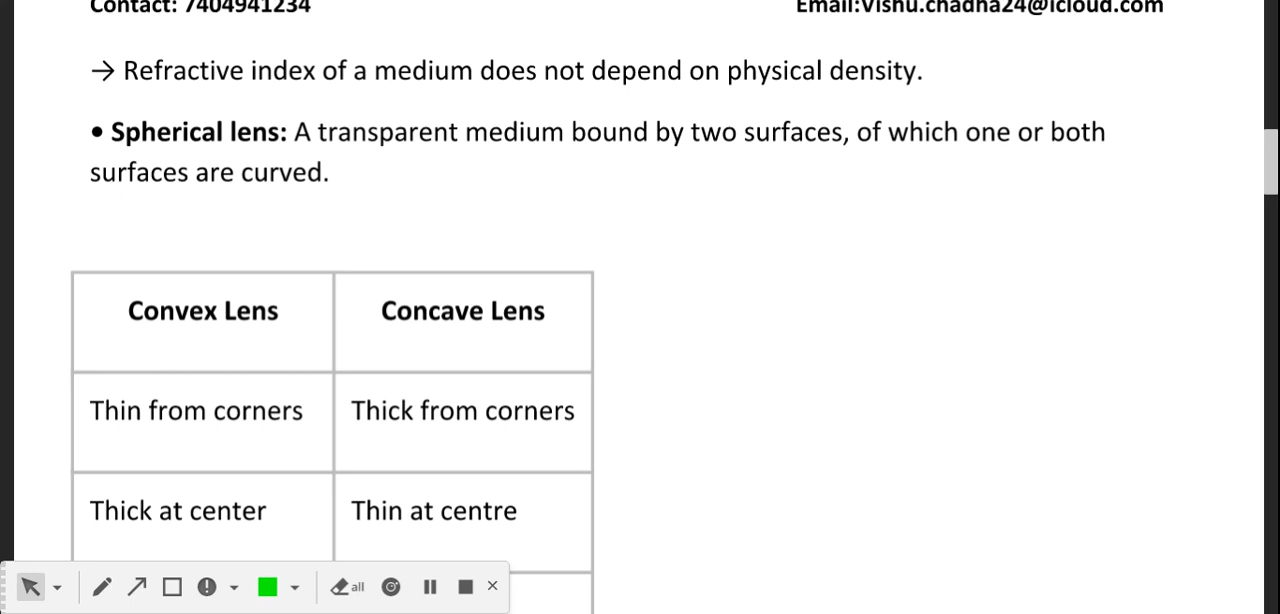 Contact: 7404941234 Email:Vishu.chadha24@icloud.com
→ Refractive index of a medium does not depend on physical density.
• Spherical lens: A transparent medium bound by two surfaces, of which one or both
surfaces are curved.
Convex Lens Concave Lens
Thin from corners Thick from corners
Thick at center Thin at centre
all